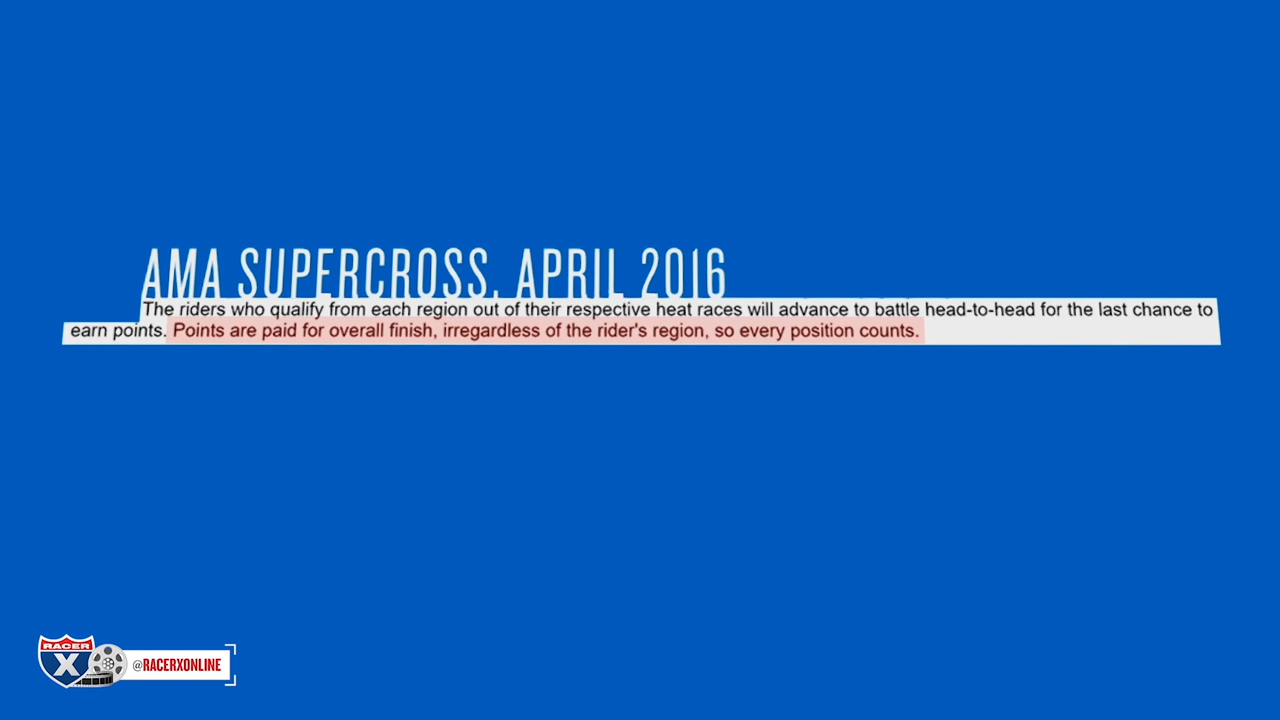 AMA SUPERCROSS, APRIL 2016
The riders who qualify from each region out of their respective heat races will advance to battle head-to-head for the last chance to
earn points. Points are paid for overall finish, irregardless of the rider's region, so every position counts.
RACER
X
@RACERXONLINE